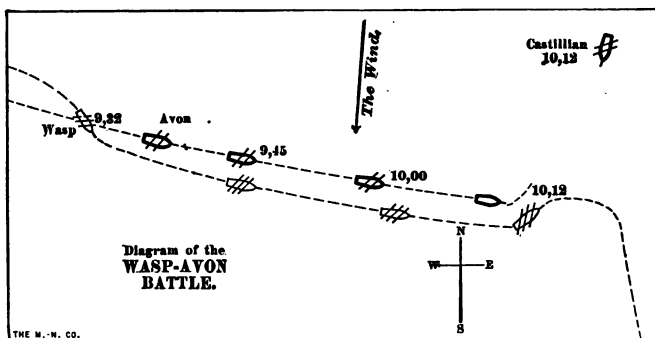 Castillian
10,12
The Wind.
9,32
Wasp
Avon
9,45
10,00
10,12
N
W E
S
Diagram of the
WASP-AVON
BATTLE.
THE M.-N. CO.